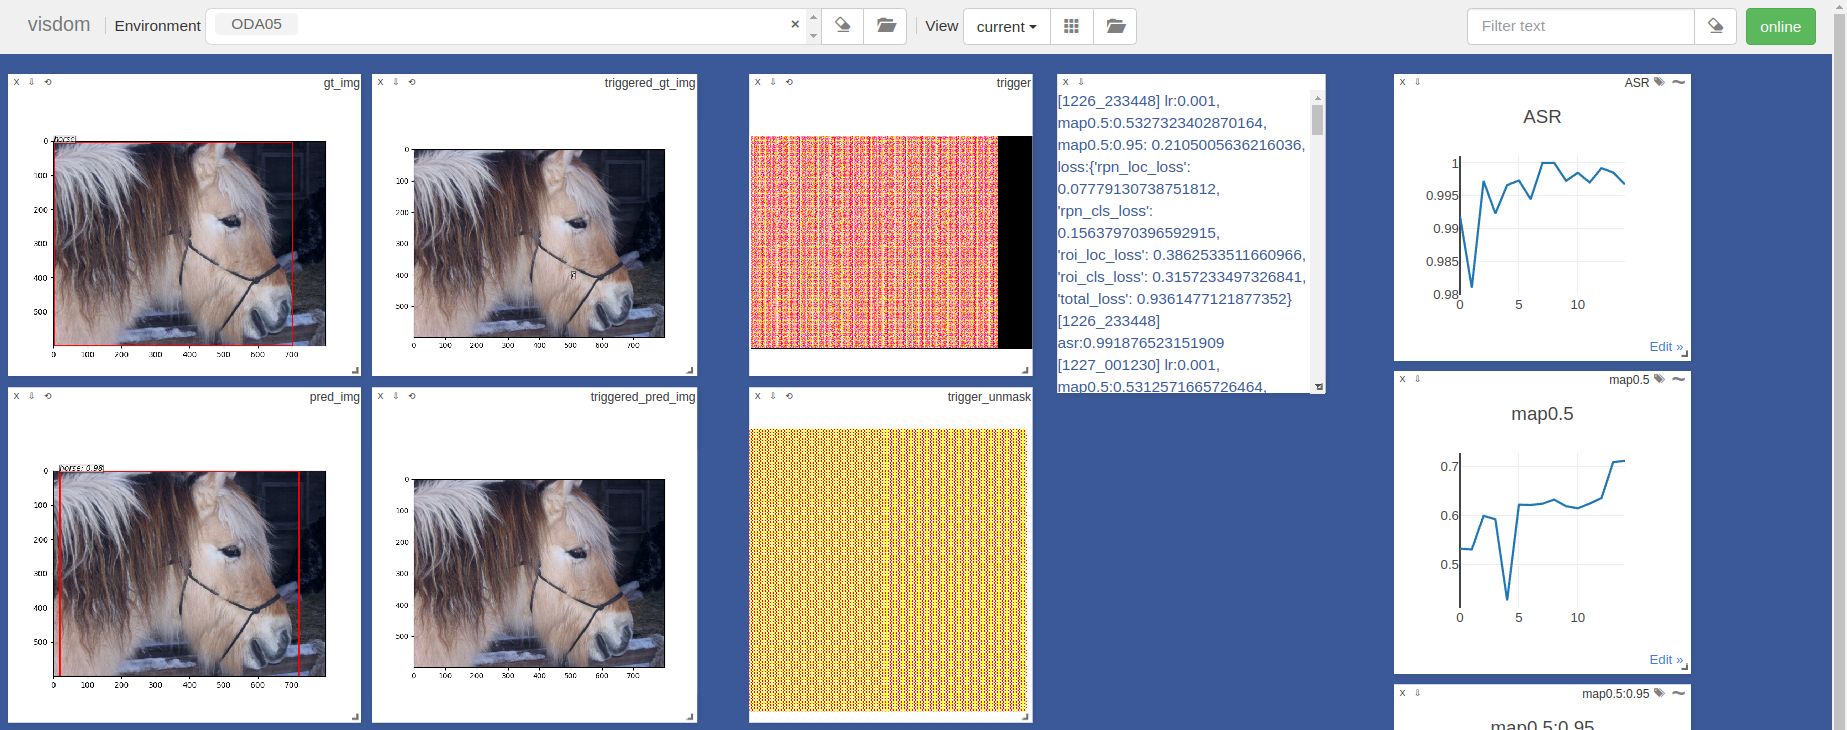 visdom Environment ODA05 × View current Filter text online
X gt_img
horse
0
100
200
300
400
500
0 100 200 300 400 500 600 700
X triggered_gt_img
0
100
200
300
400
500
0 100 200 300 400 500 600 700
X trigger
X
[1226_233448] lr:0.001,
map0.5:0.5327323402870164,
map0.5:0.95: 0.2105005636216036,
loss:{'rpn_loc_loss':
0.07779130738751812,
'rpn_cls_loss':
0.15637970396592915,
'roi_loc_loss': 0.3862533511660966,
'roi_cls_loss': 0.3157233497326841,
'total_loss': 0.9361477121877352}
[1226_233448]
asr:0.991876523151909
[1227_001230] lr:0.001,
map0.5:0.5312571665726464,
X ASR
ASR
1
0.995
0.99
0.985
0.98
0 5 10
Edit »
X pred_img
horse: 0.98
0
100
200
300
400
500
0 100 200 300 400 500 600 700
X triggered_pred_img
0
100
200
300
400
500
0 100 200 300 400 500 600 700
X trigger_unmask
X map0.5
map0.5
0.7
0.6
0.5
0 5 10
Edit »
X map0.5:0.95
map0.5:0.95